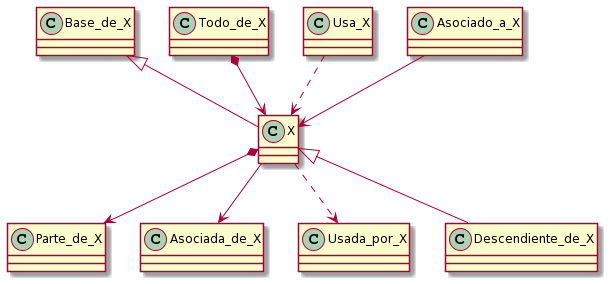 C Base_de_X
C Todo_de_X
C Usa_X
C Asociado_a_X
C X
C Parte_de_X
C Asociada_de_X
C Usada_por_X
C Descendiente_de_X